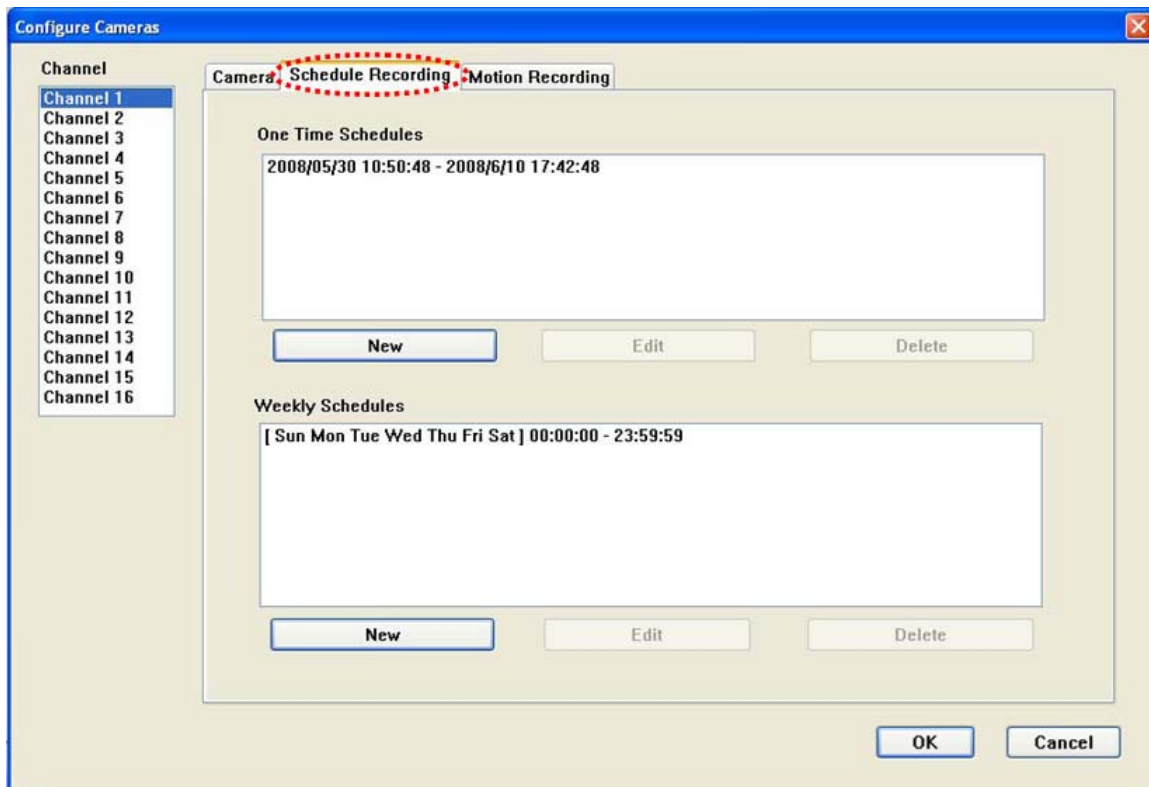 Configure Cameras
Channel
Channel 1
Channel 2
Channel 3
Channel 4
Channel 5
Channel 6
Channel 7
Channel 8
Channel 9
Channel 10
Channel 11
Channel 12
Channel 13
Channel 14
Channel 15
Channel 16
Camera Schedule Recording Motion Recording
One Time Schedules
2008/05/30 10:50:48 - 2008/6/10 17:42:48
New Edit Delete
Weekly Schedules
[ Sun Mon Tue Wed Thu Fri Sat ] 00:00:00 - 23:59:59
New Edit Delete
OK Cancel